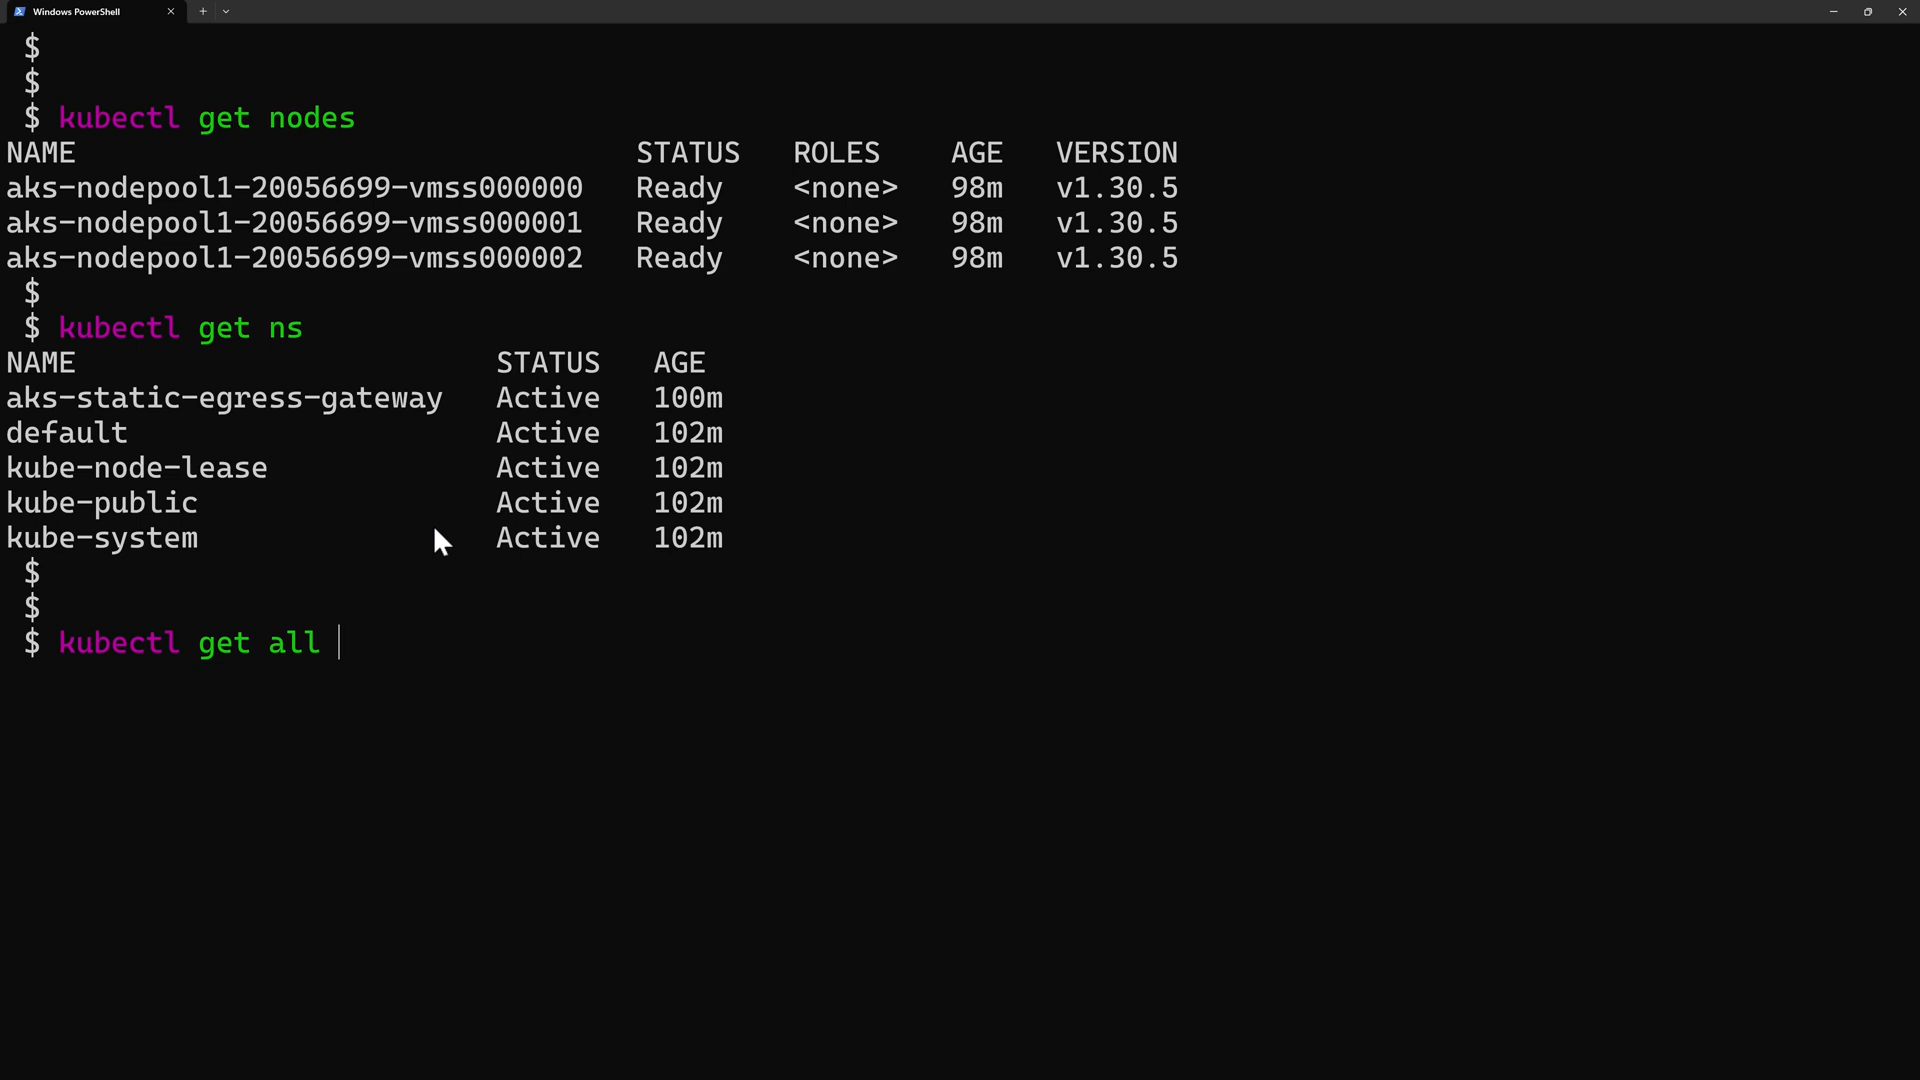 Windows PowerShell
$
$
$ kubectl get nodes
NAME STATUS ROLES AGE VERSION
aks-nodepool1-20056699-vmss000000 Ready <none> 98m v1.30.5
aks-nodepool1-20056699-vmss000001 Ready <none> 98m v1.30.5
aks-nodepool1-20056699-vmss000002 Ready <none> 98m v1.30.5
$
$ kubectl get ns
NAME STATUS AGE
aks-static-egress-gateway Active 100m
default Active 102m
kube-node-lease Active 102m
kube-public Active 102m
kube-system Active 102m
$
$
$ kubectl get all